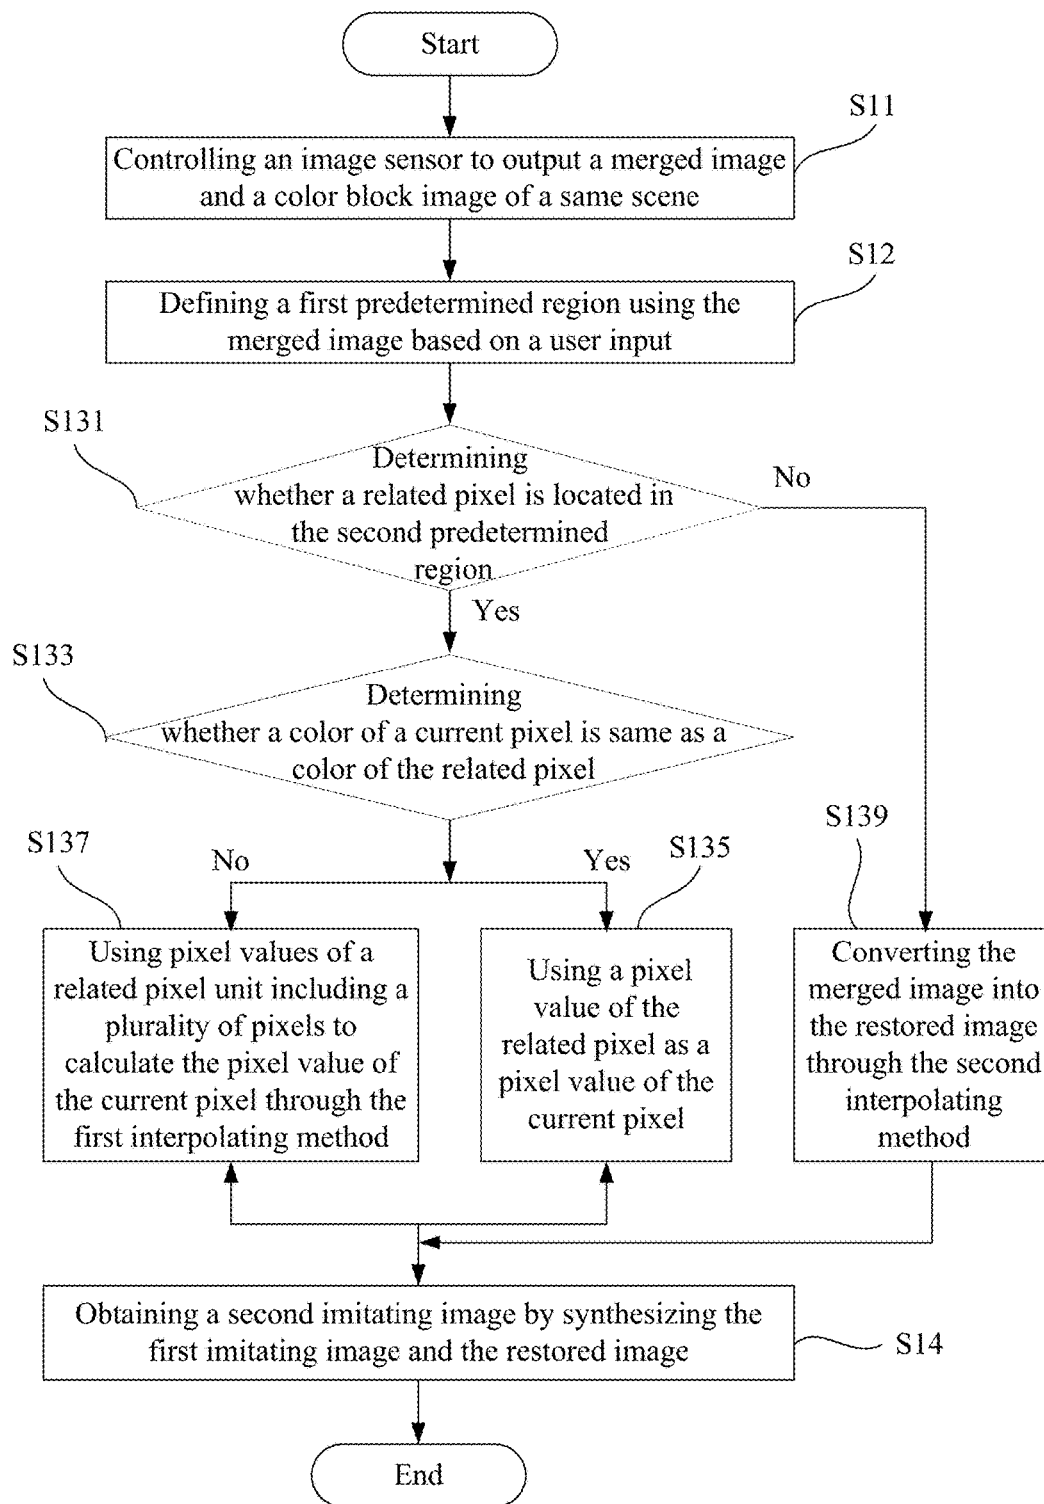 Start
S11
Controlling an image sensor to output a merged image
and a color block image of a same scene
S12
Defining a first predetermined region using the
merged image based on a user input
S131
Determining
whether a related pixel is located in
the second predetermined
region
No
Yes
S133
Determining
whether a color of a current pixel is same as a
color of the related pixel
S137
No
Yes
S135
S139
Using pixel values of a
related pixel unit including a
plurality of pixels to
calculate the pixel value of
the current pixel through the
first interpolating method
Using a pixel
value of the
related pixel as a
pixel value of the
current pixel
Converting the
merged image into
the restored image
through the second
interpolating
method
Obtaining a second imitating image by synthesizing the
first imitating image and the restored image
S14
End